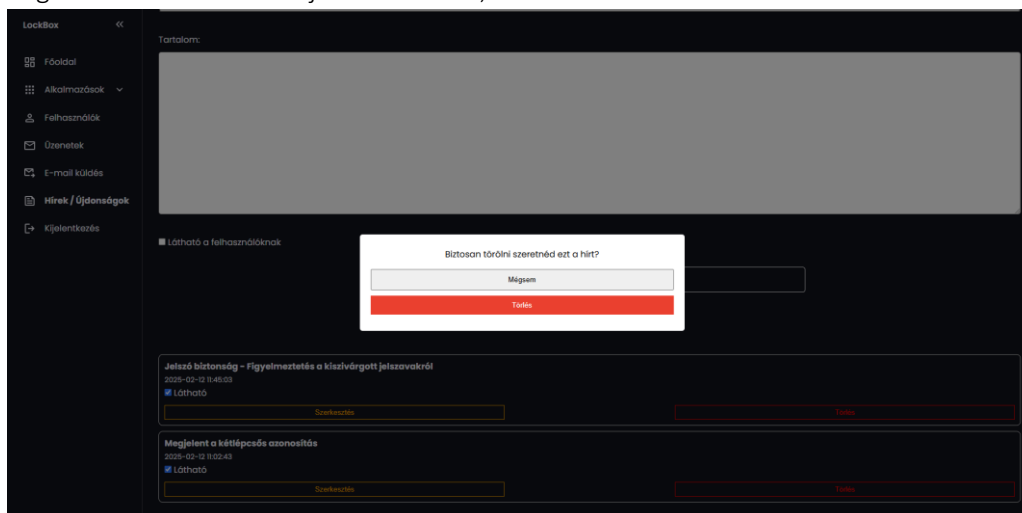 LockBox
Főoldal
Alkalmazások
Felhasználók
Üzenetek
E-mail küldés
Hírek / Újdonságok
Kijelentkezés
Tartalom:
Látható a felhasználóknak
Biztosan törölni szeretnéd ezt a hírt?
Mégsem
Törlés
Jelszó biztonság - Figyelmeztetés a kiszivárgott jelszavakról
2025-02-12 11:45:03
Látható
Szerkesztés
Törlés
Megjelent a kétlépcsős azonosítás
2025-02-12 11:02:43
Látható
Szerkesztés
Törlés